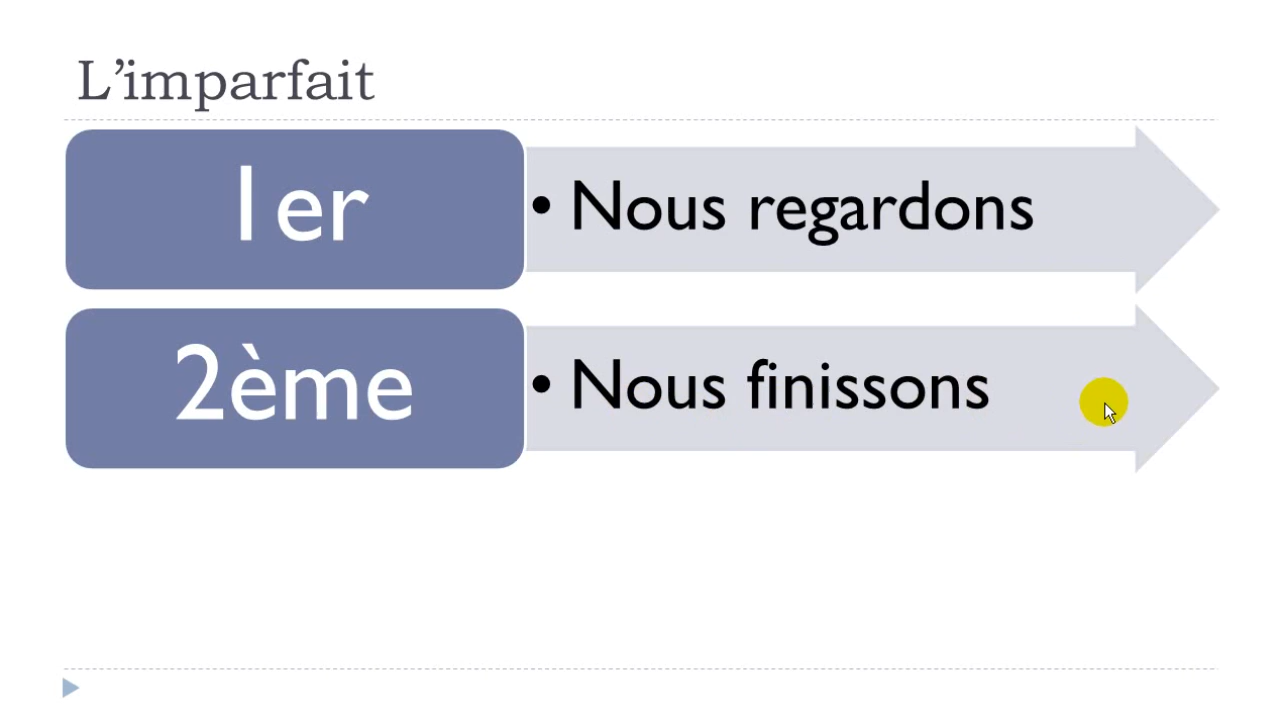 L’imparfait
1er
• Nous regardons
2ème
• Nous finissons